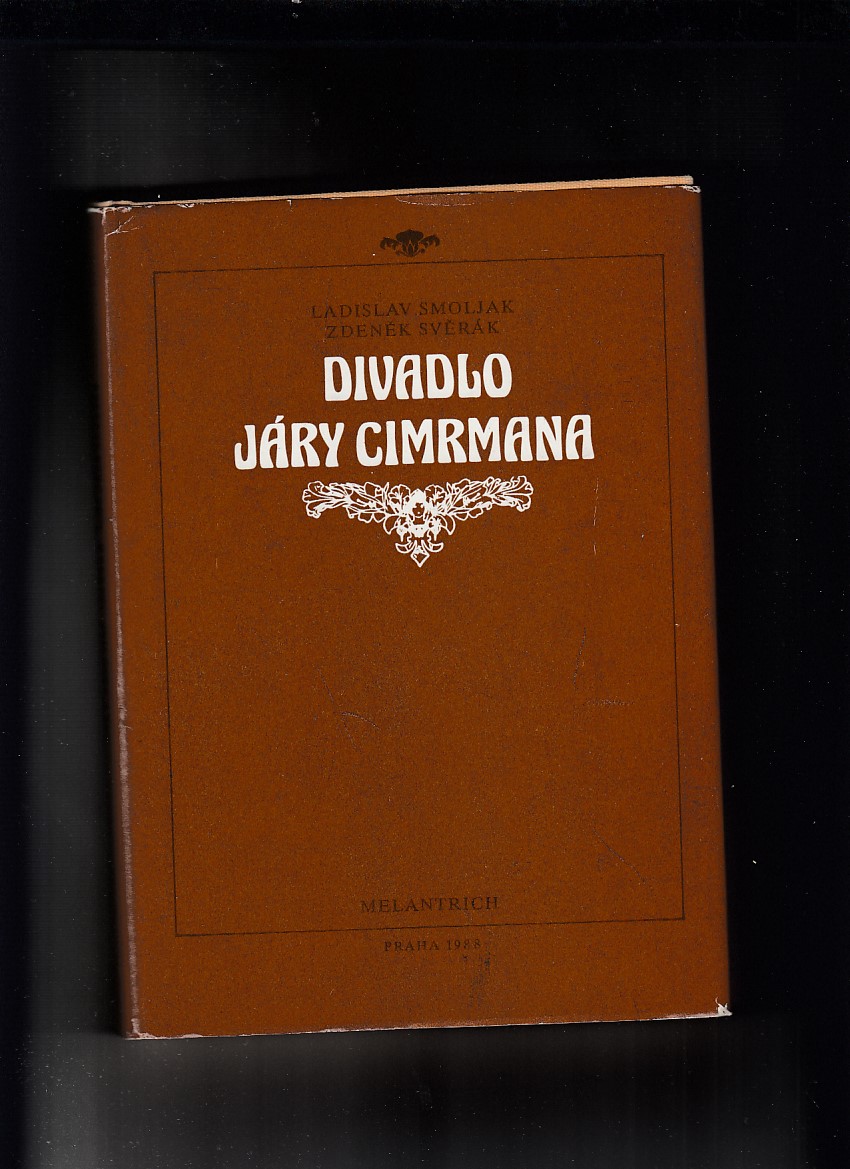 LADISLAV SMOLJAK
ZDENĚK SVĚRÁK
DIVADLO
JÁRY CIMRMANA
MELANTRICH
PRAHA 1988